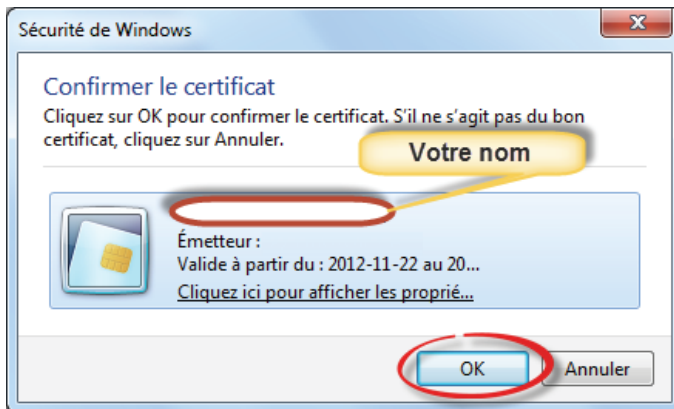 Sécurité de Windows
Confirmer le certificat
Cliquez sur OK pour confirmer le certificat. S'il ne s'agit pas du bon
certificat, cliquez sur Annuler.
Votre nom
Émetteur :
Valide à partir du : 2012-11-22 au 20...
Cliquez ici pour afficher les proprié...
OK
Annuler